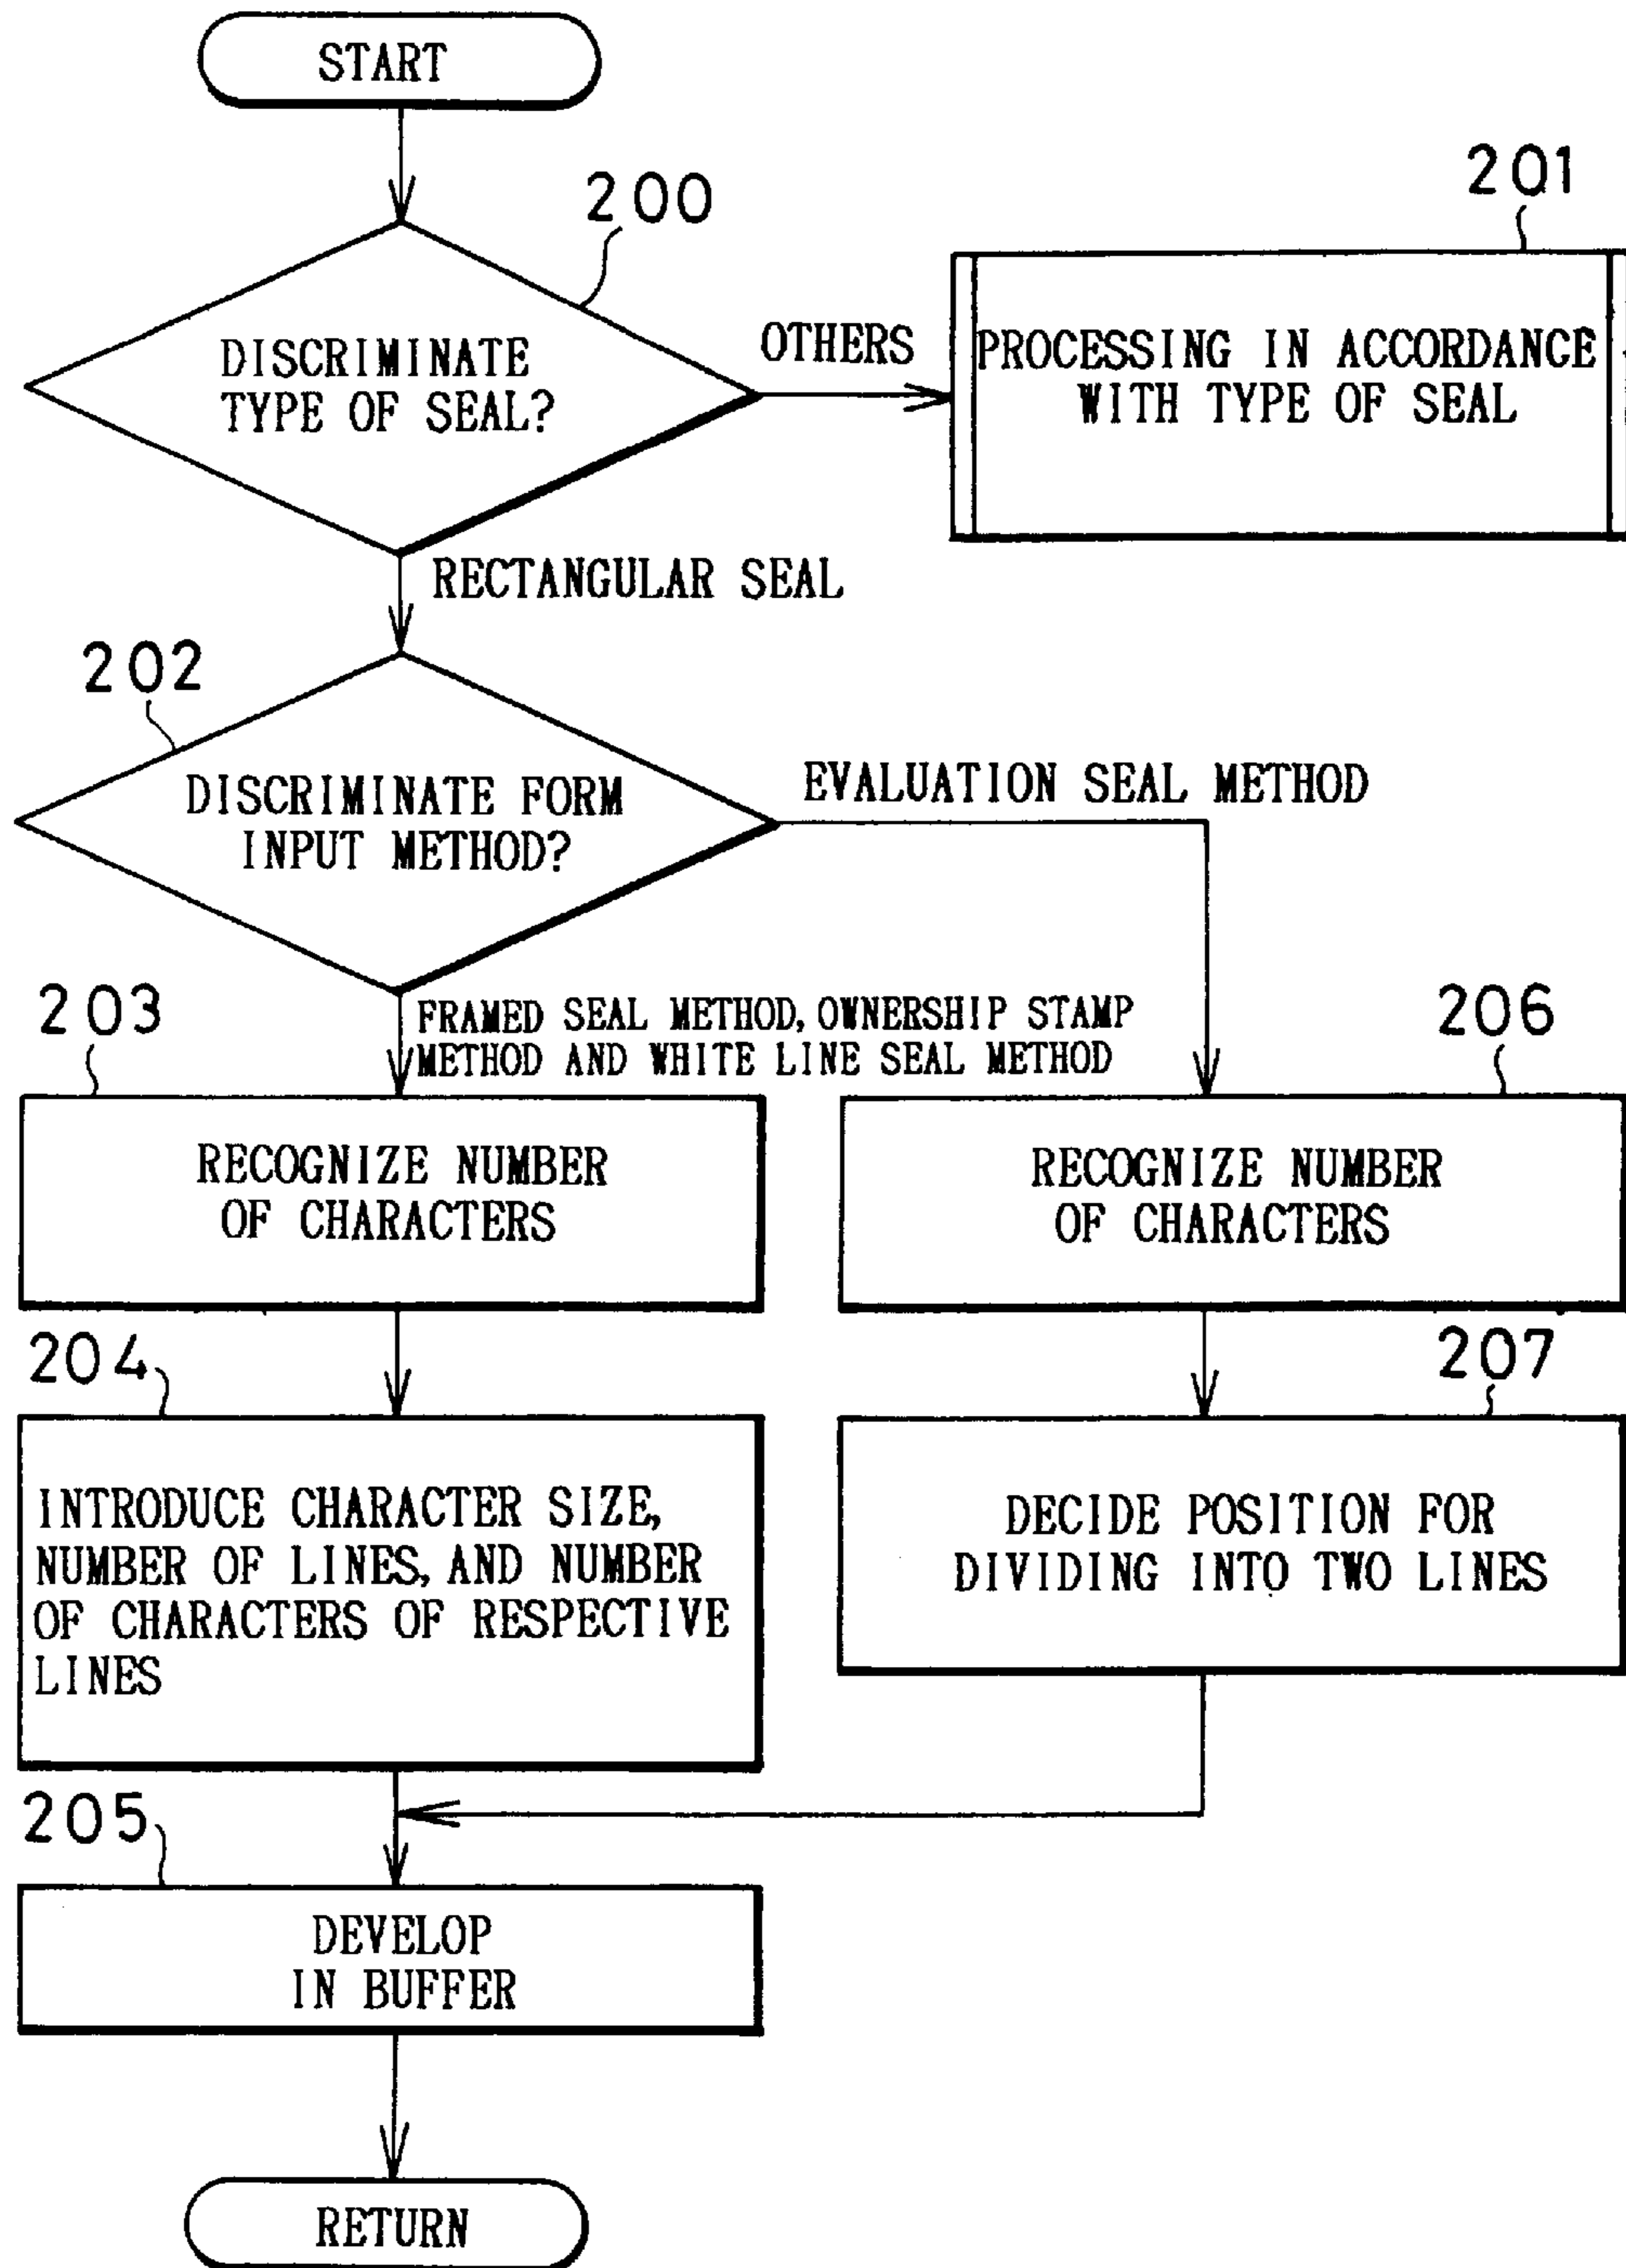 START
200
DISCRIMINATE
TYPE OF SEAL?
OTHERS
201
PROCESSING IN ACCORDANCE
WITH TYPE OF SEAL
RECTANGULAR SEAL
202
DISCRIMINATE FORM
INPUT METHOD?
EVALUATION SEAL METHOD
FRAMED SEAL METHOD, OWNERSHIP STAMP
METHOD AND WHITE LINE SEAL METHOD
203
RECOGNIZE NUMBER
OF CHARACTERS
204
INTRODUCE CHARACTER SIZE,
NUMBER OF LINES, AND NUMBER
OF CHARACTERS OF RESPECTIVE
LINES
206
RECOGNIZE NUMBER
OF CHARACTERS
207
DECIDE POSITION FOR
DIVIDING INTO TWO LINES
205
DEVELOP
IN BUFFER
RETURN